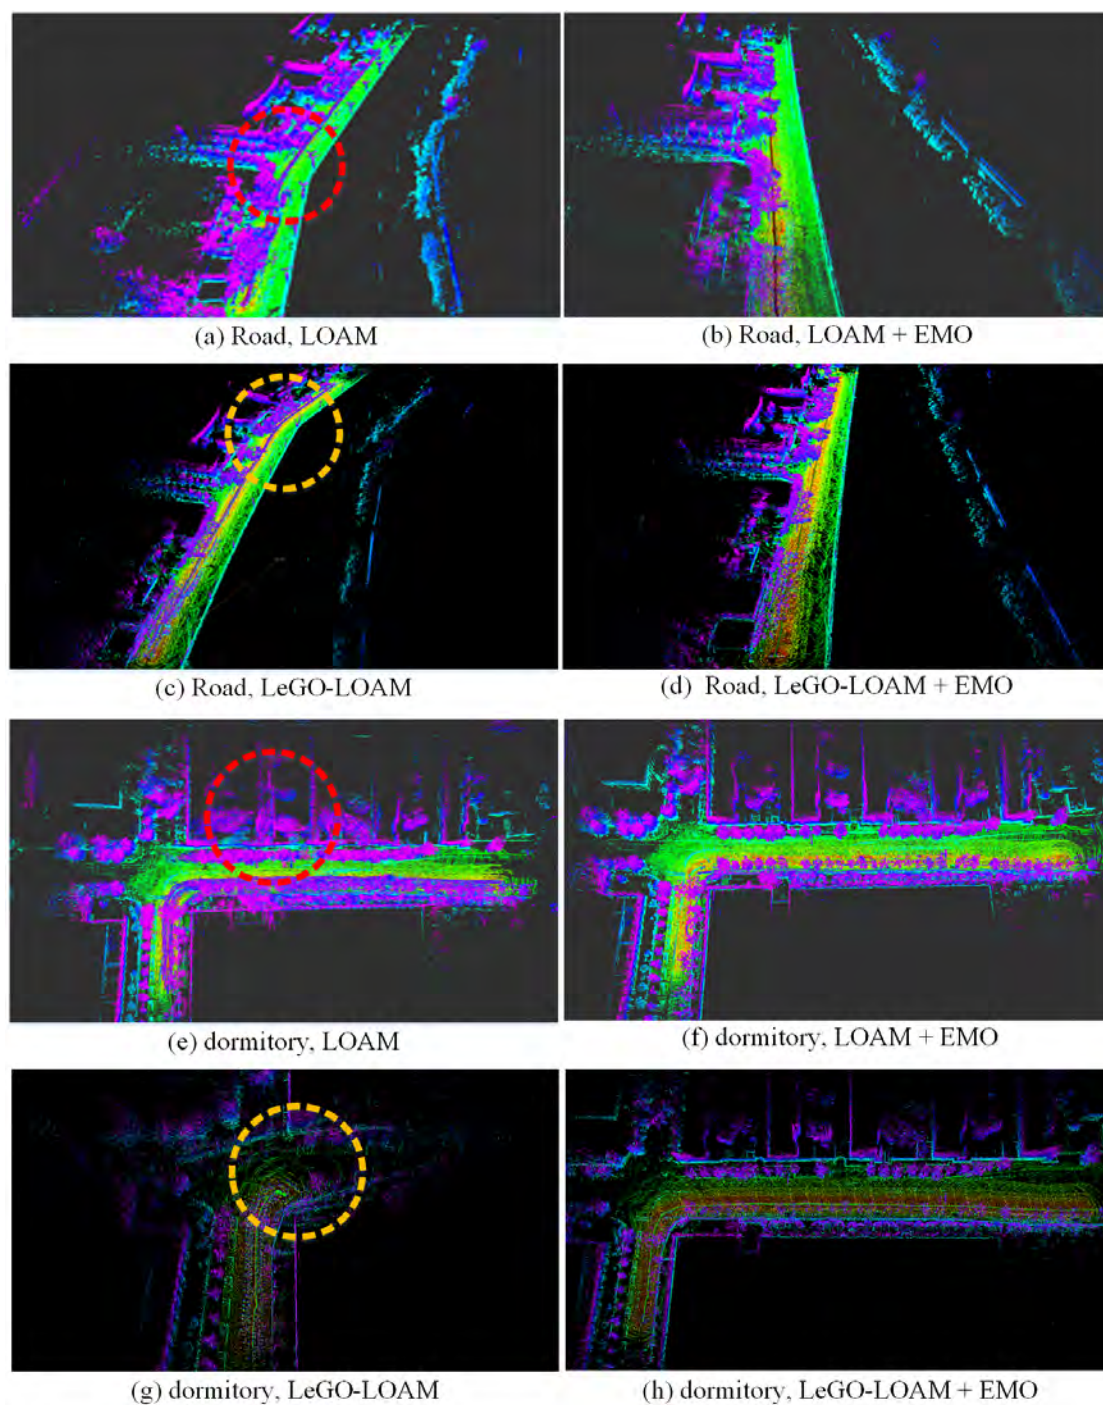 (a) Road, LOAM
(b) Road, LOAM + EMO
(c) Road, LeGO-LOAM
(d) Road, LeGO-LOAM + EMO
(e) dormitory, LOAM
(f) dormitory, LOAM + EMO
(g) dormitory, LeGO-LOAM
(h) dormitory, LeGO-LOAM + EMO